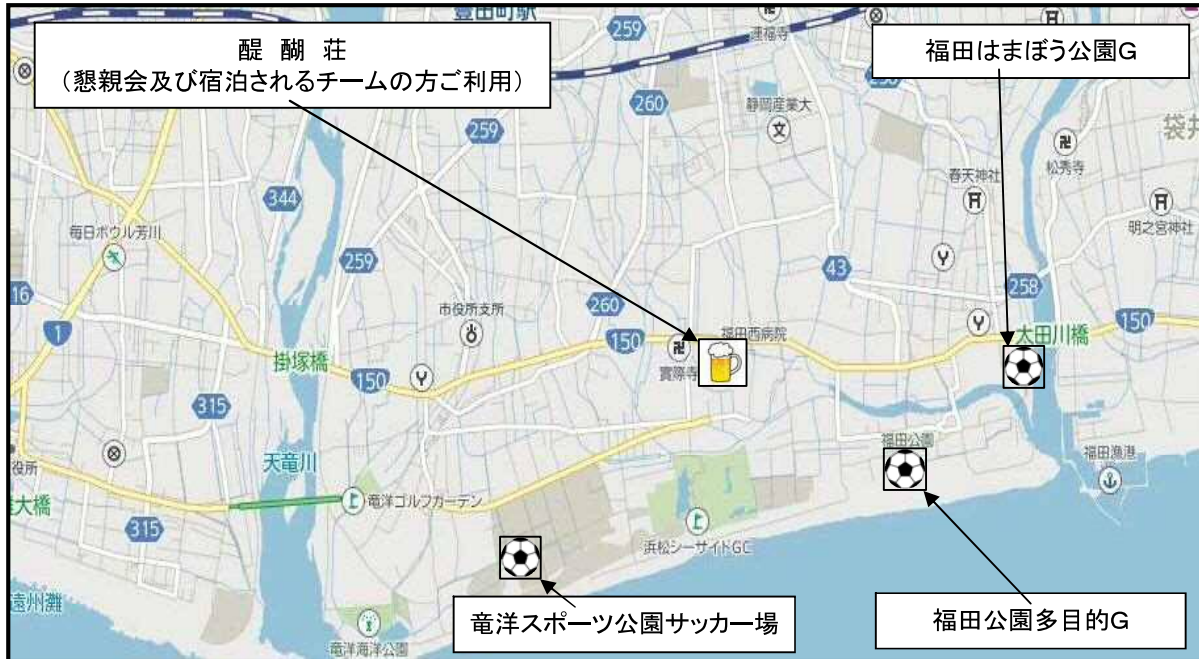 豊田町駅
259
蓮福寺
醍醐荘
（懇親会及び宿泊されるチームの方ご利用）
福田はまぼう公園G
260
静岡産業大
文
259
松秀寺
344
春天神社
明之宮神社
毎日ボウル芳川
259
43
258
16
市役所支所
260
1
150
福田西病院
太田川橋
150
掛塚橋
實際寺
150
315
福田公園
福田漁港
役所
天竜川
竜洋ゴルフガーデン
大橋
315
浜松シーサイドGC
遠州灘
竜洋スポーツ公園サッカー場
福田公園多目的G
竜洋海洋公園